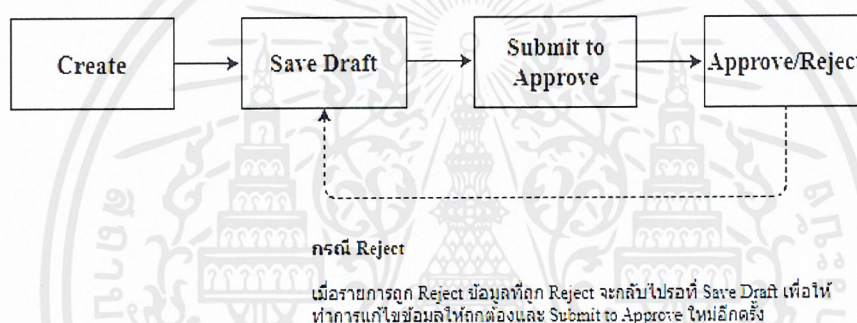 Create
Save Draft
Submit to
Approve
Approve/Reject
กรณี Reject
เมื่อรายการถูก Reject ข้อมูลที่ถูก Reject จะกลับไปรอที่ Save Draft เพื่อให้
ทำการแก้ไขข้อมูลให้ถูกต้องและ Submit to Approve ใหม่อีกครั้ง